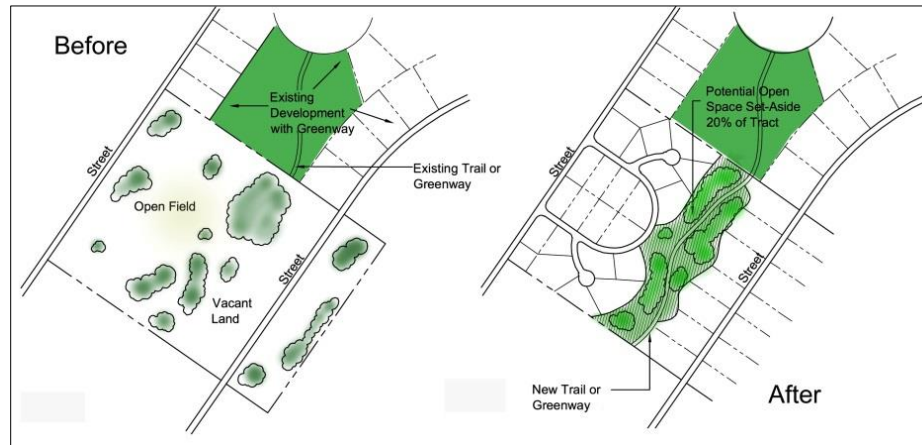 Before
Existing
Development
with Greenway
Existing Trail or
Greenway
Street
Open Field
Vacant
Land
Street
Potential Open
Space Set-Aside
20% of Tract
Street
Street
New Trail or
Greenway
After